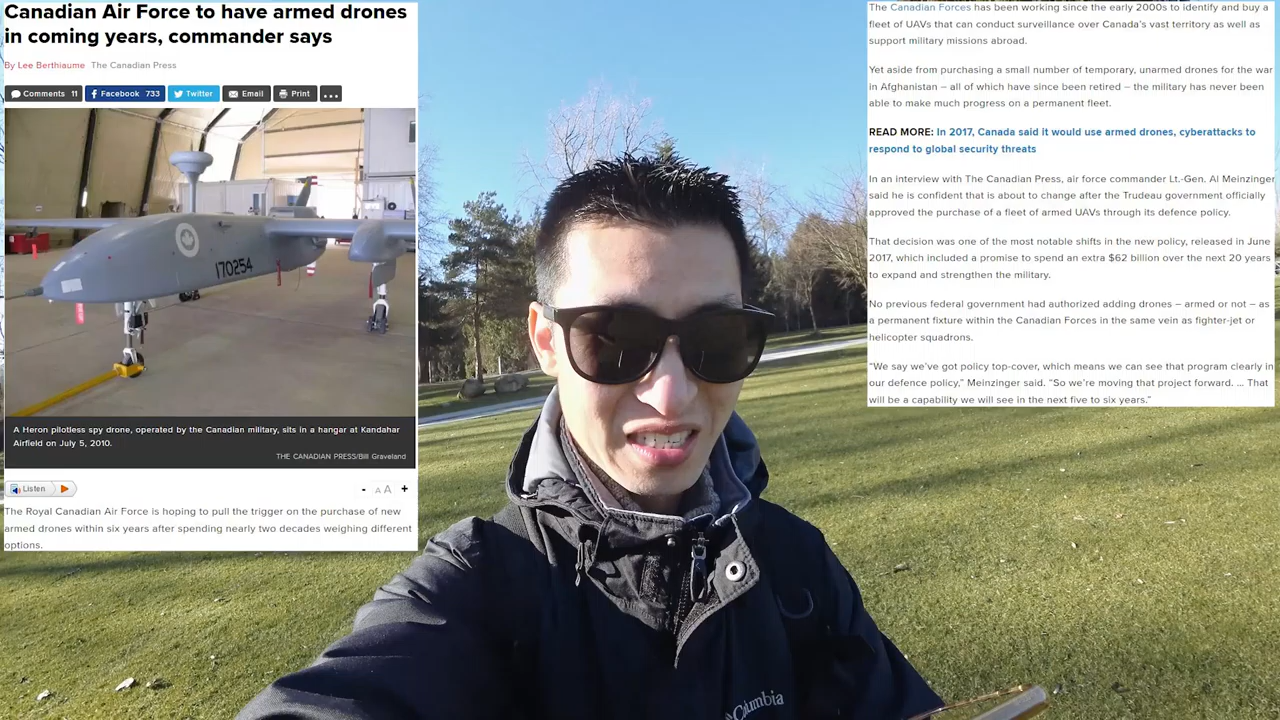 Canadian Air Force to have armed drones
in coming years, commander says
By Lee Berthiaume The Canadian Press
Comments 11 Facebook 733 Twitter Email Print ...
170254
A Heron pilotless spy drone, operated by the Canadian military, sits in a hangar at Kandahar
Airfield on July 5, 2010.
THE CANADIAN PRESS/Bill Graveland
Listen - A A +
The Royal Canadian Air Force is hoping to pull the trigger on the purchase of new
armed drones within six years after spending nearly two decades weighing different
options.
The Canadian Forces has been working since the early 2000s to identify and buy a
fleet of UAVs that can conduct surveillance over Canada's vast territory as well as
support military missions abroad.
Yet aside from purchasing a small number of temporary, unarmed drones for the war
in Afghanistan – all of which have since been retired – the military has never been
able to make much progress on a permanent fleet.
READ MORE: In 2017, Canada said it would use armed drones, cyberattacks to
respond to global security threats
In an interview with The Canadian Press, air force commander Lt.-Gen. Al Meinzinger
said he is confident that is about to change after the Trudeau government officially
approved the purchase of a fleet of armed UAVs through its defence policy.
That decision was one of the most notable shifts in the new policy, released in June
2017, which included a promise to spend an extra $62 billion over the next 20 years
to expand and strengthen the military.
No previous federal government had authorized adding drones – armed or not – as
a permanent fixture within the Canadian Forces in the same vein as fighter-jet or
helicopter squadrons.
“We say we've got policy top-cover, which means we can see that program clearly in
our defence policy,” Meinzinger said. “So we're moving that project forward. … That
will be a capability we will see in the next five to six years.”
Columbia